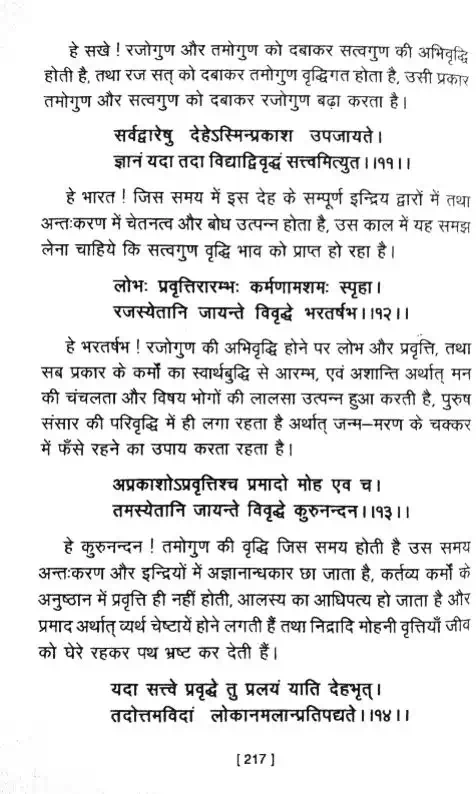 हे सखे ! रजोगुण और तमोगुण को दबाकर सत्वगुण की अभिवृद्धि
होती है, तथा रज सत् को दबाकर तमोगुण वृद्धिगत होता है, उसी प्रकार
तमोगुण और सत्वगुण को दबाकर रजोगुण बढ़ा करता है।
सर्वद्वारेषु देहेऽस्मिन्प्रकाश उपजायते।
ज्ञानं यदा तदा विद्याद्विवृद्धं सत्त्वमित्युत।।११।।
हे भारत ! जिस समय में इस देह के सम्पूर्ण इन्द्रिय द्वारों में तथा
अन्तःकरण में चेतनत्व और बोध उत्पन्न होता है, उस काल में यह समझ
लेना चाहिये कि सत्वगुण वृद्धि भाव को प्राप्त हो रहा है।
लोभः प्रवृत्तिरारम्भः कर्मणामशमः स्पृहा।
रजस्येतानि जायन्ते विवृद्धे भरतर्षभ।।१२।।
हे भरतर्षभ ! रजोगुण की अभिवृद्धि होने पर लोभ और प्रवृत्ति, तथा
सब प्रकार के कर्मों का स्वार्थबुद्धि से आरम्भ, एवं अशान्ति अर्थात् मन
की चंचलता और विषय भोगों की लालसा उत्पन्न हुआ करती है, पुरुष
संसार की परिवृद्धि में ही लगा रहता है अर्थात् जन्म–मरण के चक्कर
में फँसे रहने का उपाय करता रहता है।
अप्रकाशोऽप्रवृत्तिश्च प्रमादो मोह एव च।
तमस्येतानि जायन्ते विवृद्धे कुरुनन्दन।।१३।।
हे कुरुनन्दन ! तमोगुण की वृद्धि जिस समय होती है उस समय
अन्तःकरण और इन्द्रियों में अज्ञानान्धकार छा जाता है, कर्तव्य कर्मों के
अनुष्ठान में प्रवृत्ति ही नहीं होती, आलस्य का आधिपत्य हो जाता है और
प्रमाद अर्थात् व्यर्थ चेष्टायें होने लगती हैं तथा निद्रादि मोहनी वृत्तियाँ जीव
को घेरे रहकर पथ भ्रष्ट कर देती हैं।
यदा सत्त्वे प्रवृद्धे तु प्रलयं याति देहभृत्।
तदोत्तमविदां लोकानमलान्प्रतिपद्यते।।१४।।
[ 217 ]